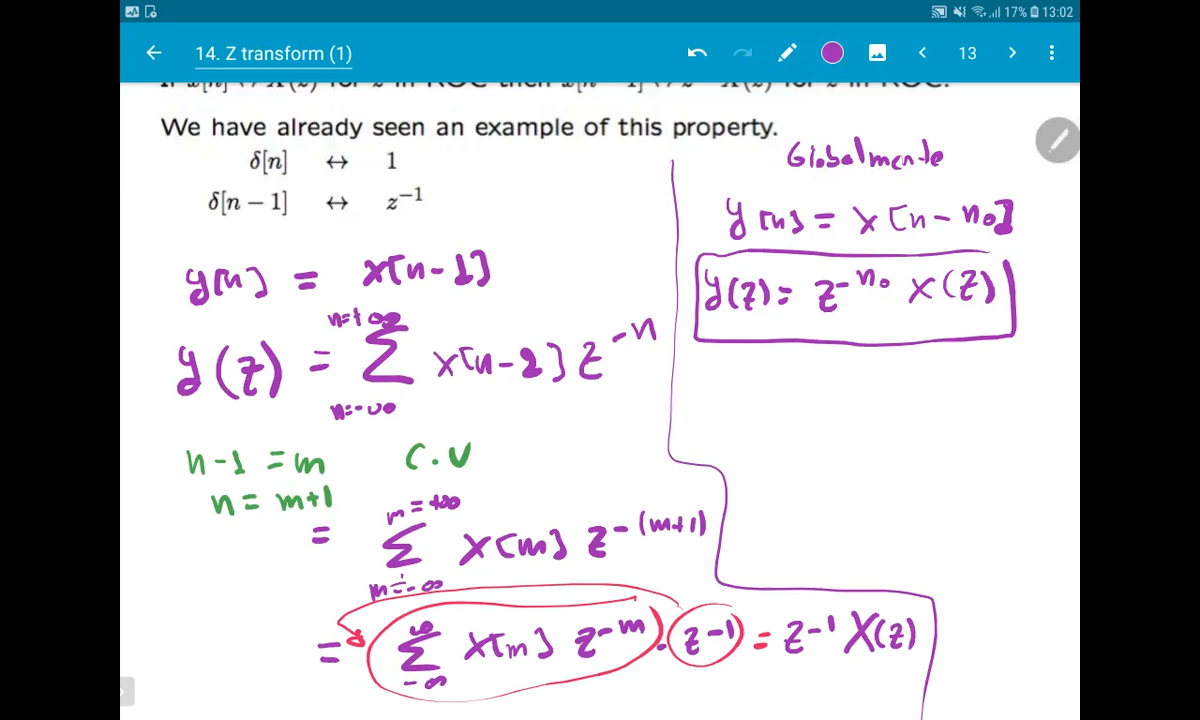 17% 13:02
14. Z transform (1)
13
We have already seen an example of this property.
δ[n] ↔ 1
δ[n − 1] ↔ z⁻¹
y[n] = x[n-1]
n=+∞
y(z) = Σ x[n-1] z^-n
n=-∞
n-1 = m C.V
n = m+1
m=+∞
= Σ x[m] z^-(m+1)
m=-∞
∞
= Σ x[m] z^-m . z^-1 = z^-1 X(z)
-∞
Globalmente
y[n] = x[n-n₀]
y(z) = z^-n₀ X(z)